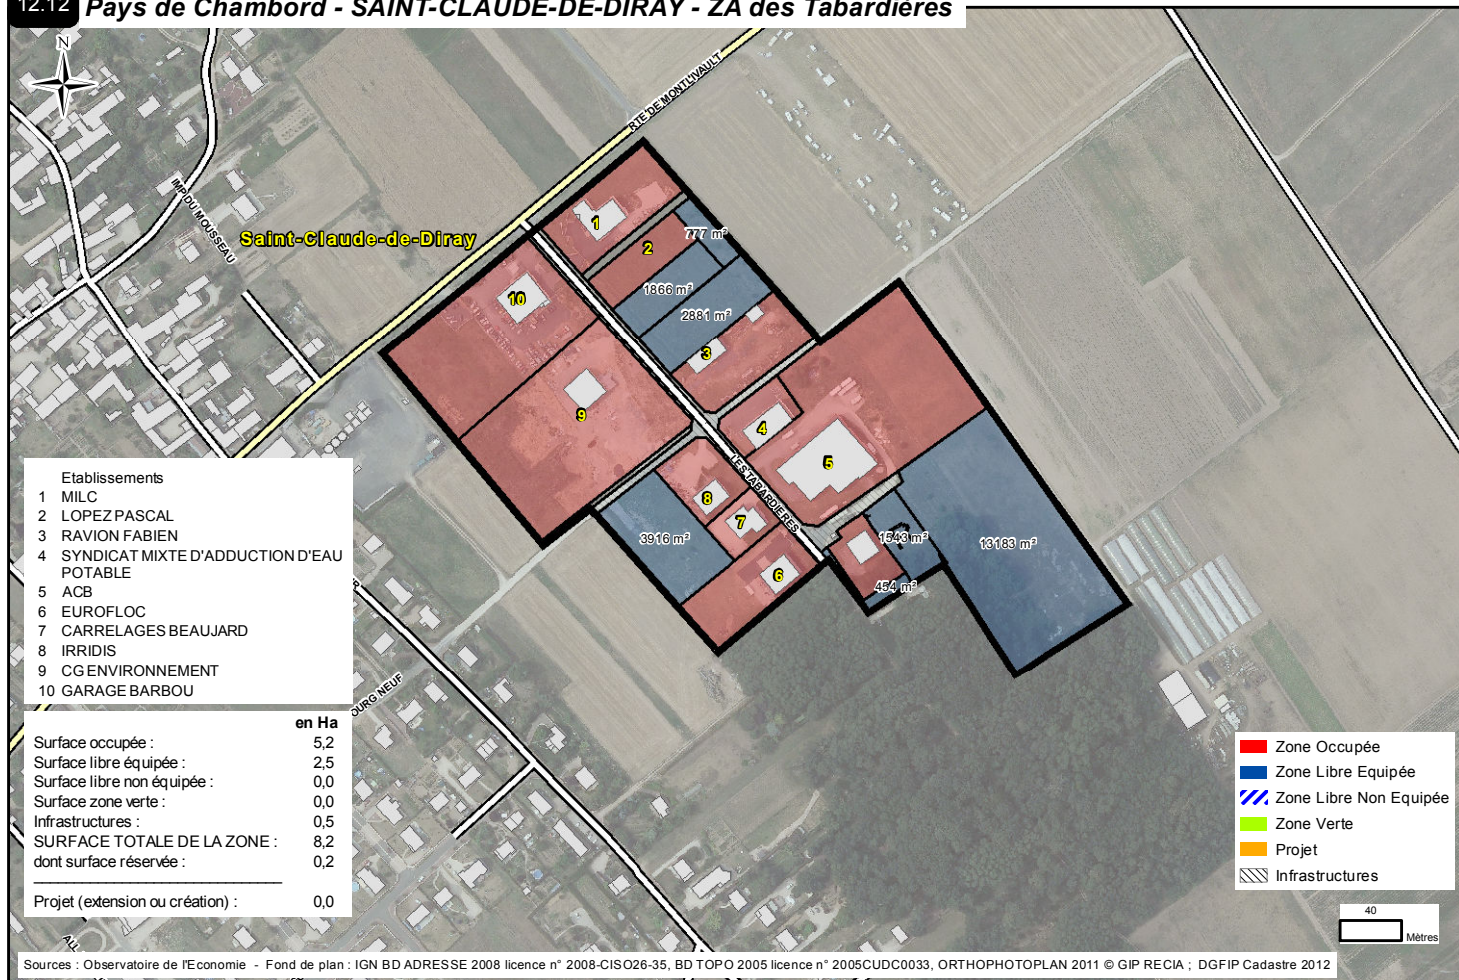 12.12 Pays de Chambord - SAINT-CLAUDE-DE-DIRAY - ZA des Tabardières
N
RTE DE MONTLIVAULT
IMP DU MOUSSEAU
Saint-Claude-de-Diray
1
2
777 m²
10
1866 m²
2881 m²
3
9
4
LES TABARDIERES
5
8
7
3916 m²
1543 m²
13183 m²
6
454 m²
OURG NEUF
Etablissements
1 MILC
2 LOPEZ PASCAL
3 RAVION FABIEN
4 SYNDICAT MIXTE D'ADDUCTION D'EAU
POTABLE
5 ACB
6 EUROFLOC
7 CARRELAGES BEAUJARD
8 IRRIDIS
9 CG ENVIRONNEMENT
10 GARAGE BARBOU
en Ha
Surface occupée : 5,2
Surface libre équipée : 2,5
Surface libre non équipée : 0,0
Surface zone verte : 0,0
Infrastructures : 0,5
SURFACE TOTALE DE LA ZONE : 8,2
dont surface réservée : 0,2
Projet (extension ou création) : 0,0
Zone Occupée
Zone Libre Equipée
Zone Libre Non Equipée
Zone Verte
Projet
Infrastructures
40
Mètres
Sources : Observatoire de l'Economie - Fond de plan : IGN BD ADRESSE 2008 licence n° 2008-CISO26-35, BD TOPO 2005 licence n° 2005CUDC0033, ORTHOPHOTOPLAN 2011 © GIP RECIA ; DGFIP Cadastre 2012